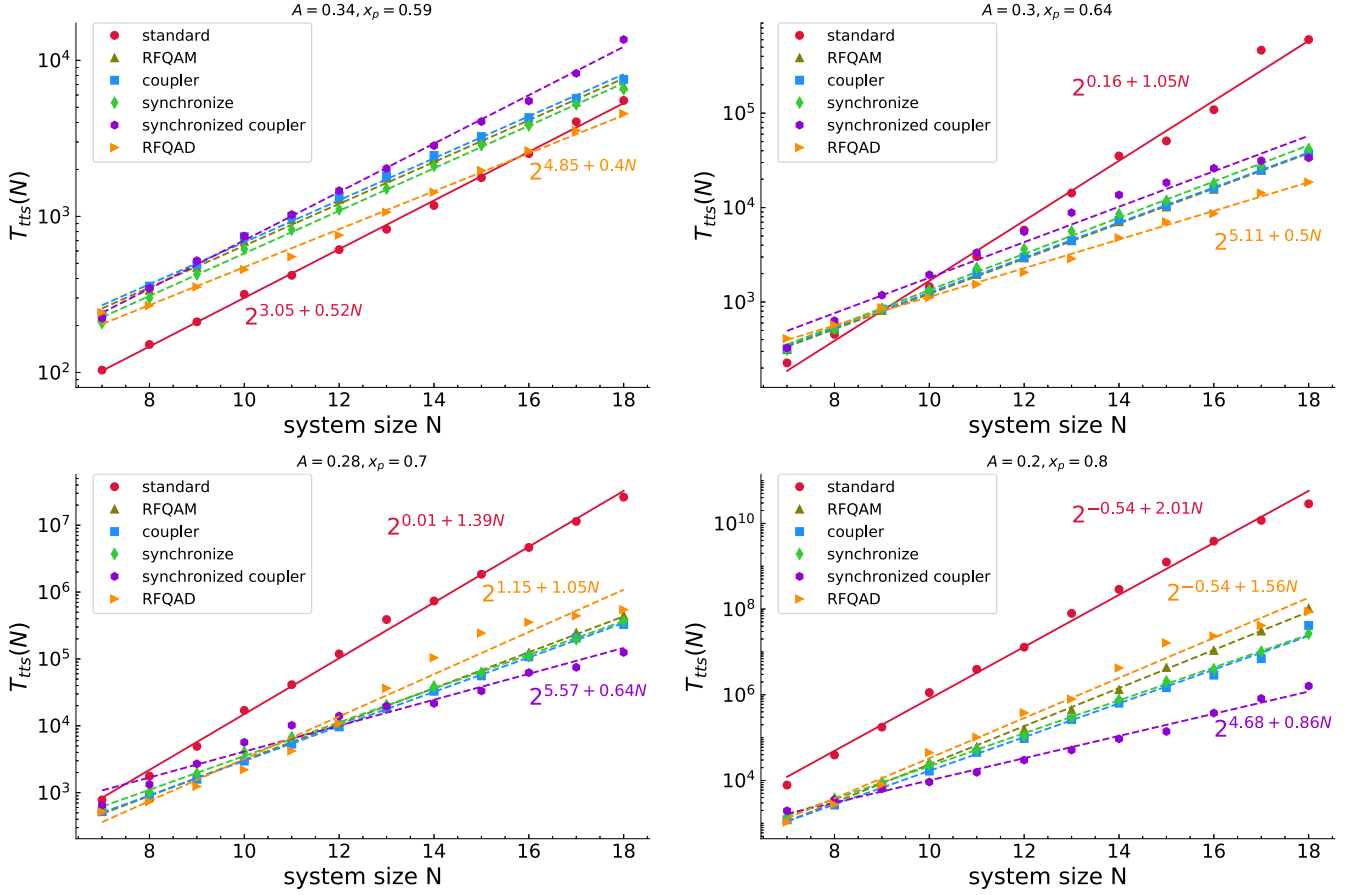 A = 0.34, x_p = 0.59
standard
RFQAM
coupler
synchronize
synchronized coupler
RFQAD
2^{4.85 + 0.4N}
2^{3.05 + 0.52N}
10^4
10^3
10^2
T_{tts}(N)
8 10 12 14 16 18
system size N
A = 0.3, x_p = 0.64
standard
RFQAM
coupler
synchronize
synchronized coupler
RFQAD
2^{0.16 + 1.05N}
2^{5.11 + 0.5N}
10^5
10^4
10^3
T_{tts}(N)
8 10 12 14 16 18
system size N
A = 0.28, x_p = 0.7
standard
RFQAM
coupler
synchronize
synchronized coupler
RFQAD
2^{0.01 + 1.39N}
2^{1.15 + 1.05N}
2^{5.57 + 0.64N}
10^7
10^6
10^5
10^4
10^3
T_{tts}(N)
8 10 12 14 16 18
system size N
A = 0.2, x_p = 0.8
standard
RFQAM
coupler
synchronize
synchronized coupler
RFQAD
2^{−0.54 + 2.01N}
2^{−0.54 + 1.56N}
2^{4.68 + 0.86N}
10^{10}
10^8
10^6
10^4
T_{tts}(N)
8 10 12 14 16 18
system size N